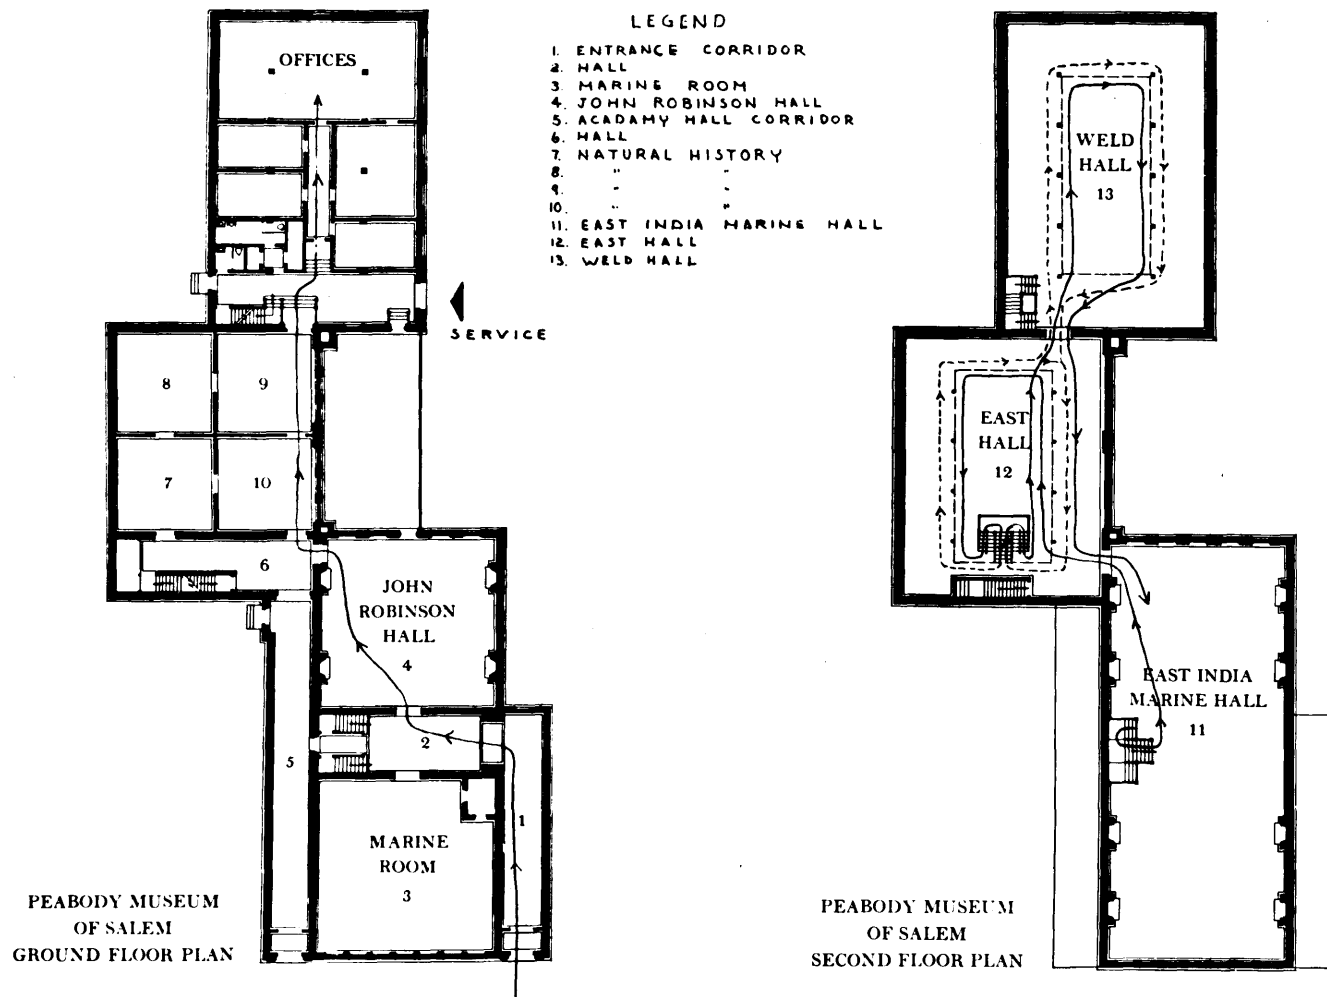 LEGEND
1. ENTRANCE CORRIDOR
2. HALL
3. MARINE ROOM
4. JOHN ROBINSON HALL
5. ACADAMY HALL CORRIDOR
6. HALL
7. NATURAL HISTORY
8. " "
9. " "
10. " "
11. EAST INDIA MARINE HALL
12. EAST HALL
13. WELD HALL
OFFICES
SERVICE
8
9
7
10
6
JOHN
ROBINSON
HALL
4
2
5
1
MARINE
ROOM
3
PEABODY MUSEUM
OF SALEM
GROUND FLOOR PLAN
WELD
HALL
13
EAST
HALL
12
EAST INDIA
MARINE HALL
11
PEABODY MUSEUM
OF SALEM
SECOND FLOOR PLAN